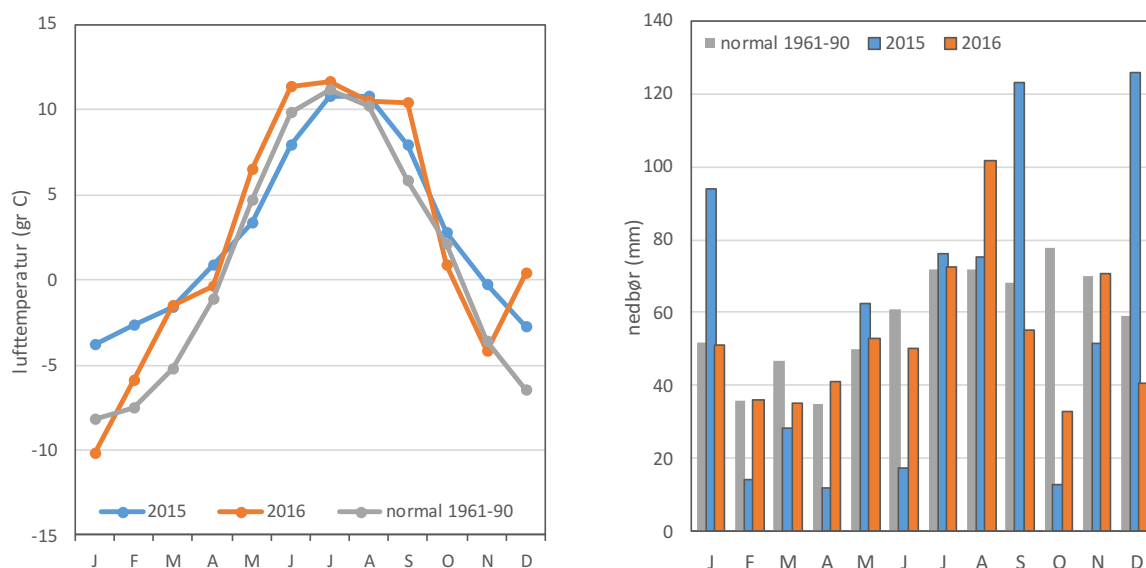 lufttemperatur (gr C)
15
10
5
0
-5
-10
-15
2015 2016 normal 1961-90
J F M A M J J A S O N D
nedbør (mm)
140
120
100
80
60
40
20
0
normal 1961-90 2015 2016
J F M A M J J A S O N D